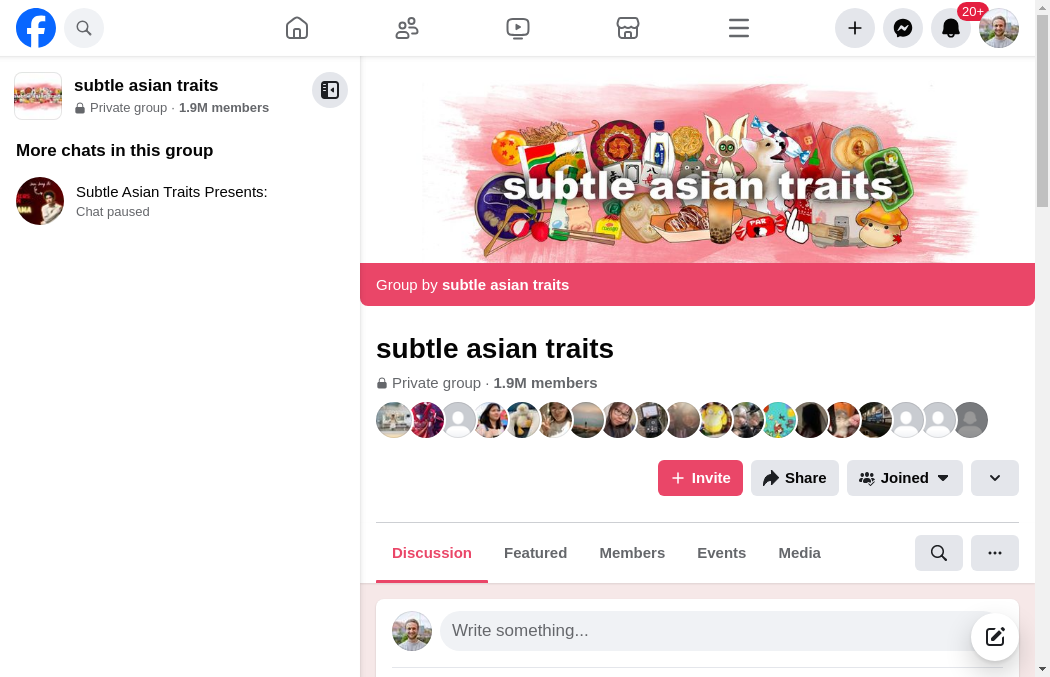 20+
subtle asian traits
Private group · 1.9M members
More chats in this group
Subtle Asian Traits Presents:
Chat paused
subtle asian traits
Group by subtle asian traits
subtle asian traits
Private group · 1.9M members
Invite
Share
Joined
Discussion
Featured
Members
Events
Media
Write something...